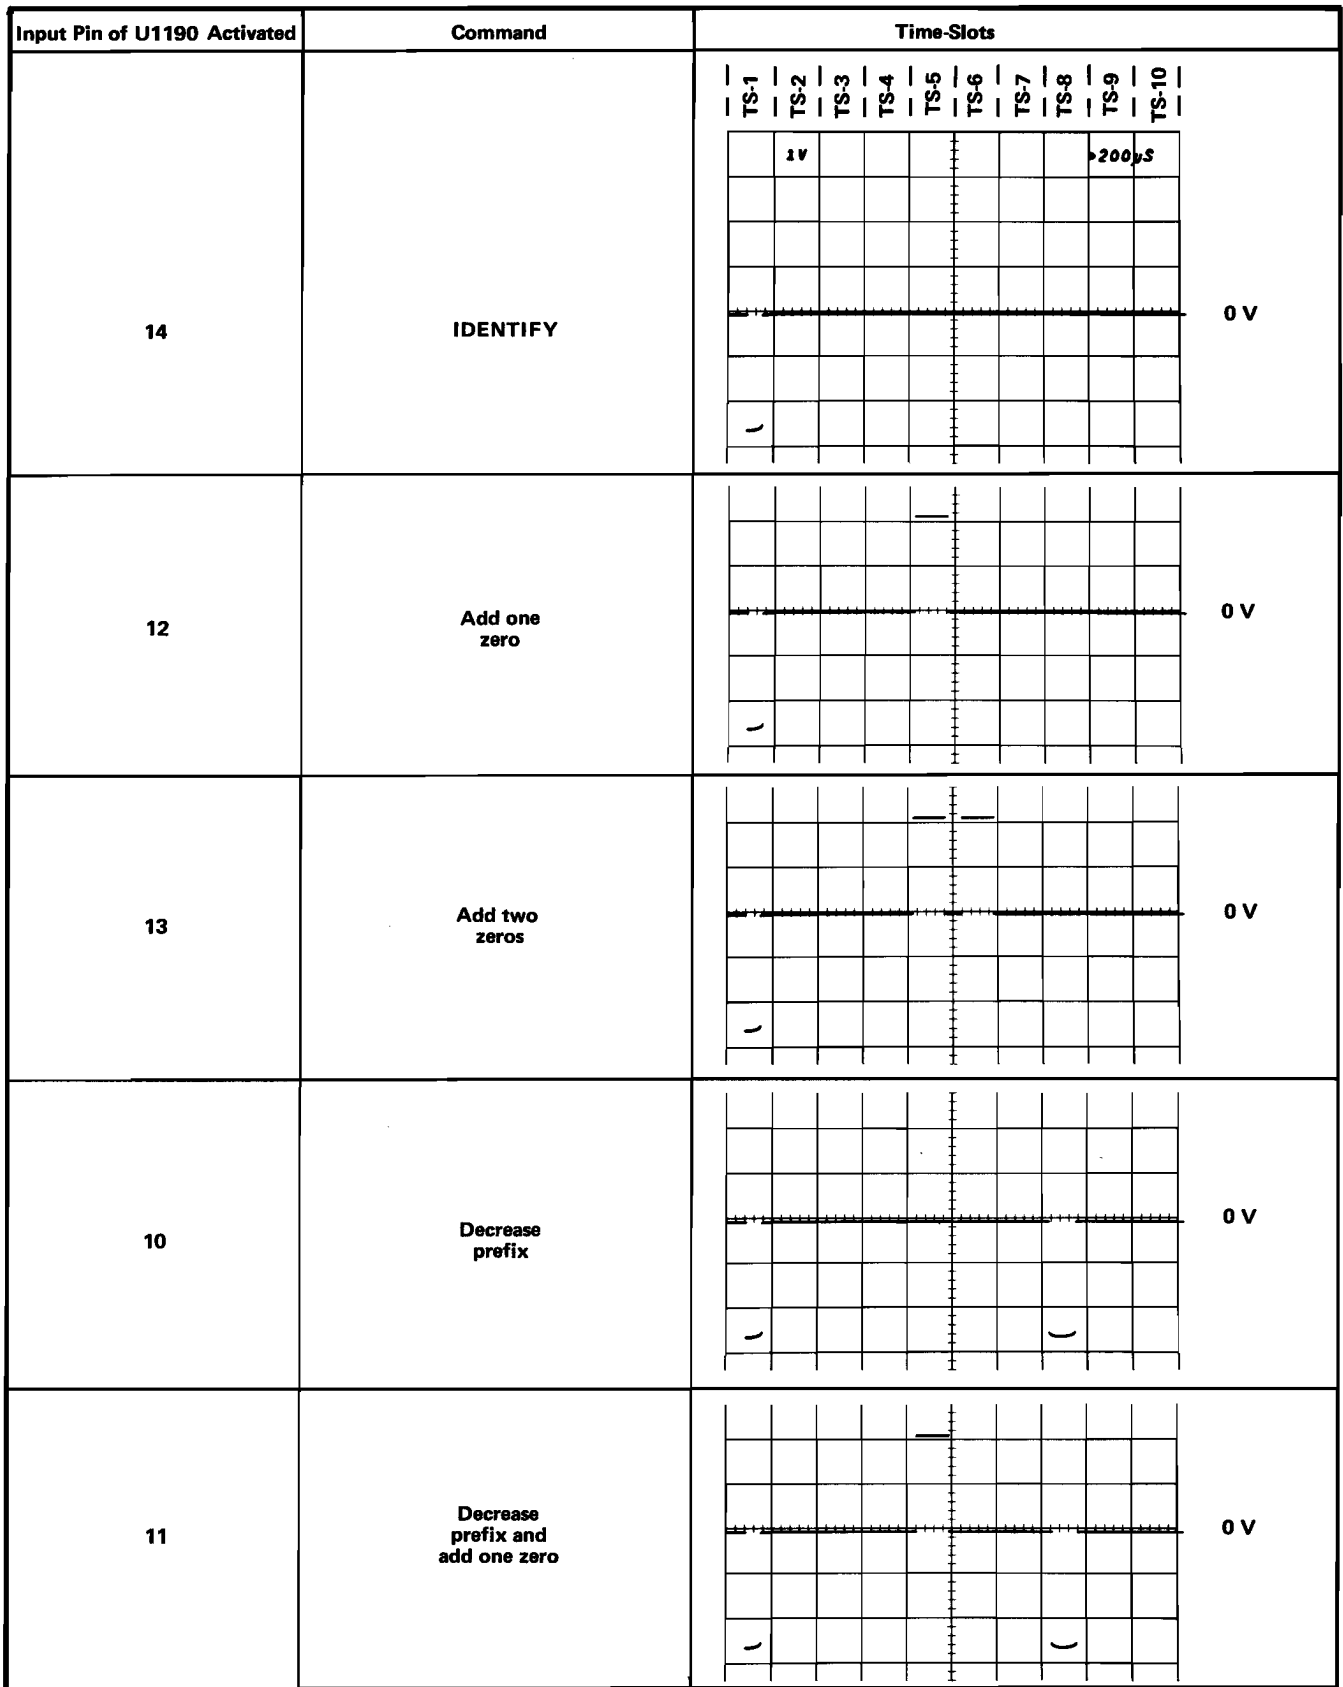 Input Pin of U1190 Activated
Command
Time-Slots
TS-1
TS-2
TS-3
TS-4
TS-5
TS-6
TS-7
TS-8
TS-9
TS-10
1V
200µS
14
IDENTIFY
0 V
12
Add one
zero
0 V
13
Add two
zeros
0 V
10
Decrease
prefix
0 V
11
Decrease
prefix and
add one zero
0 V